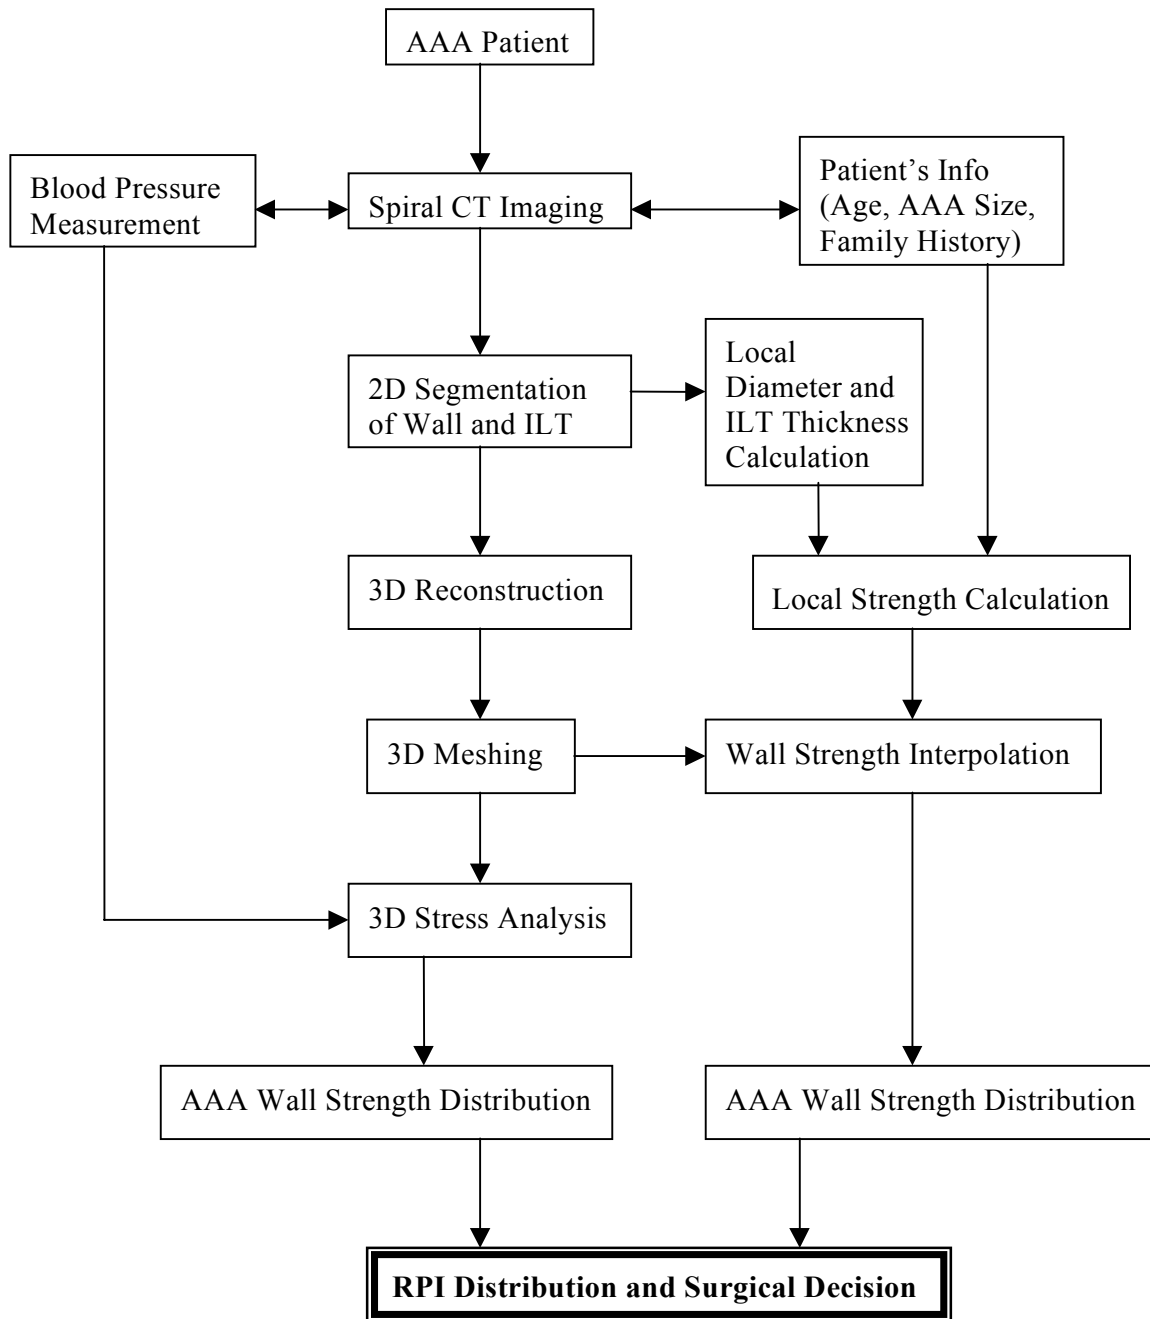 AAA Patient
Blood Pressure
Measurement
Spiral CT Imaging
Patient’s Info
(Age, AAA Size,
Family History)
2D Segmentation
of Wall and ILT
Local
Diameter and
ILT Thickness
Calculation
3D Reconstruction
Local Strength Calculation
3D Meshing
Wall Strength Interpolation
3D Stress Analysis
AAA Wall Strength Distribution
AAA Wall Strength Distribution
RPI Distribution and Surgical Decision